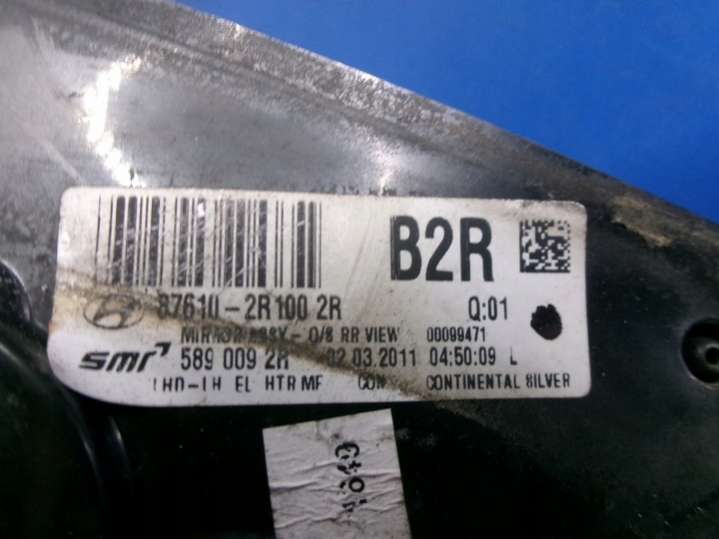 B2R
87610-2R100 2R Q:01
MIRROR ASSY-O/S RR VIEW 00099471
smr 589 009 2R 02.03.2011 04:50:09 L
LHD-LH EL HTR MF CON CONTINENTAL SILVER